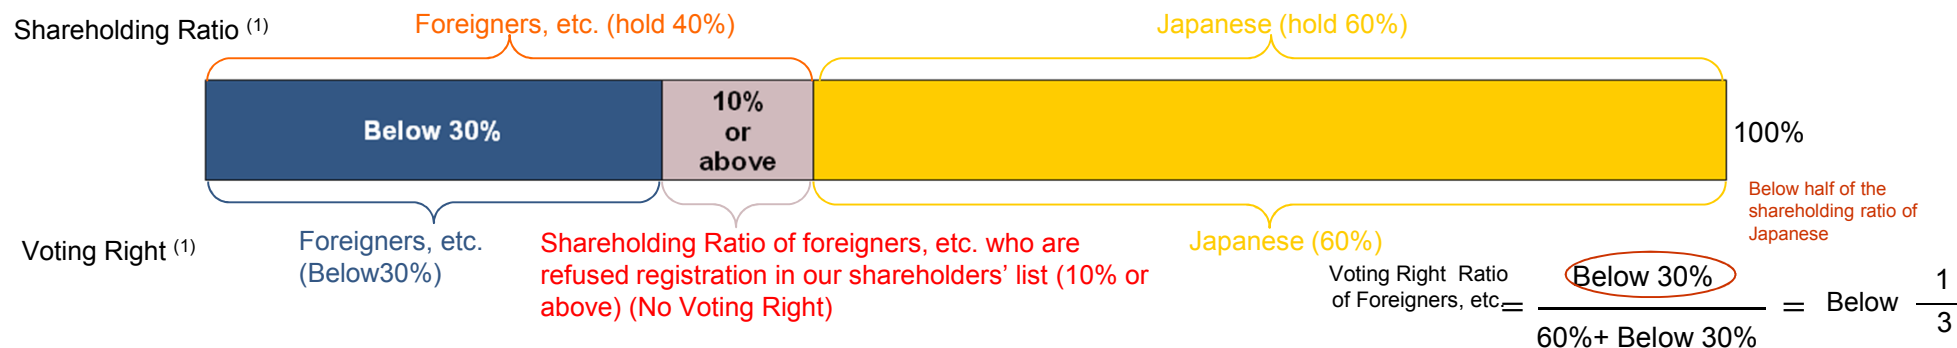 Shareholding Ratio (1)
Foreigners, etc. (hold 40%)
Japanese (hold 60%)
Below 30%
10%
or
above
100%
Below half of the
shareholding ratio of
Japanese
Voting Right (1)
Foreigners, etc.
(Below30%)
Shareholding Ratio of foreigners, etc. who are
refused registration in our shareholders’ list (10% or
above) (No Voting Right)
Japanese (60%)
Voting Right Ratio
of Foreigners, etc.
=
Below 30%
60%+ Below 30%
=
Below
1
3